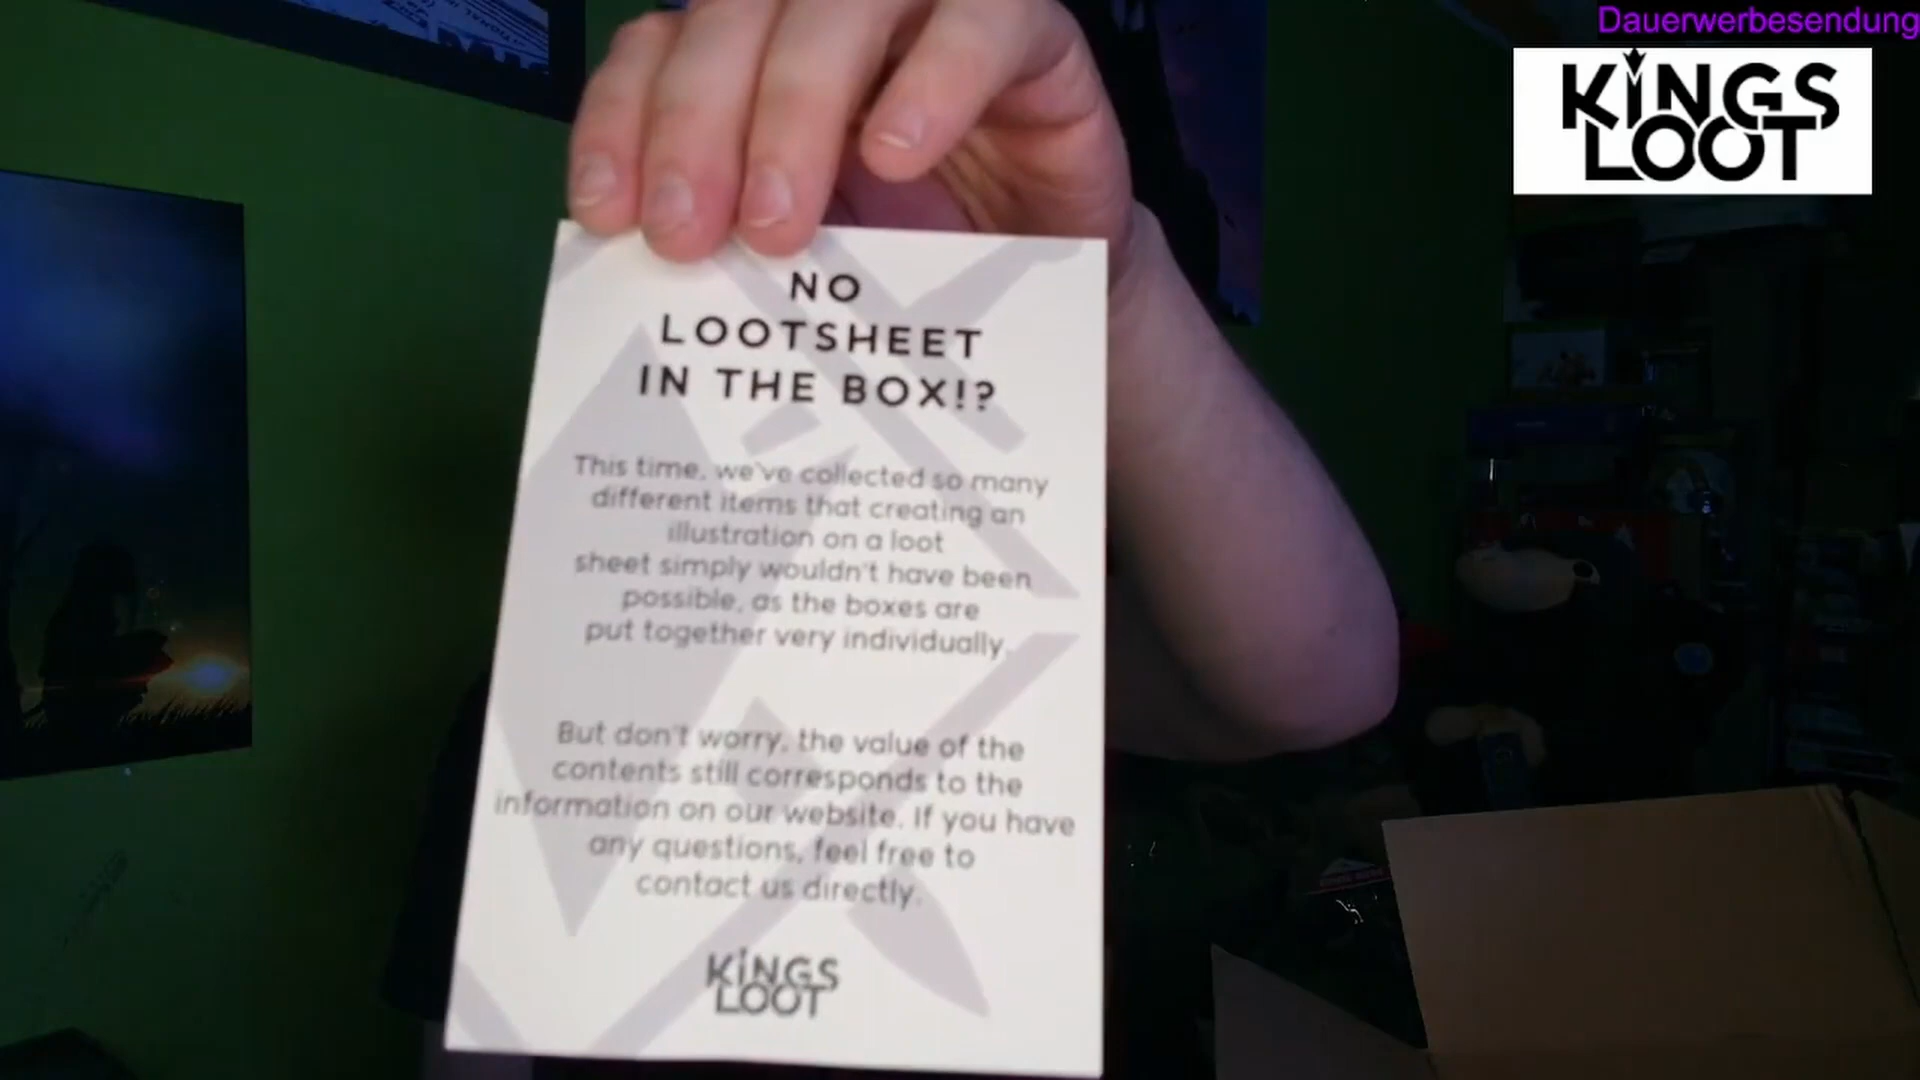 Dauerwerbesendung
KINGS
LOOT
NO
LOOTSHEET
IN THE BOX!?
This time, we've collected so many
different items that creating an
illustration on a loot
sheet simply wouldn't have been
possible, as the boxes are
put together very individually.
But don't worry, the value of the
contents still corresponds to the
information on our website. If you have
any questions, feel free to
contact us directly.
KINGS
LOOT